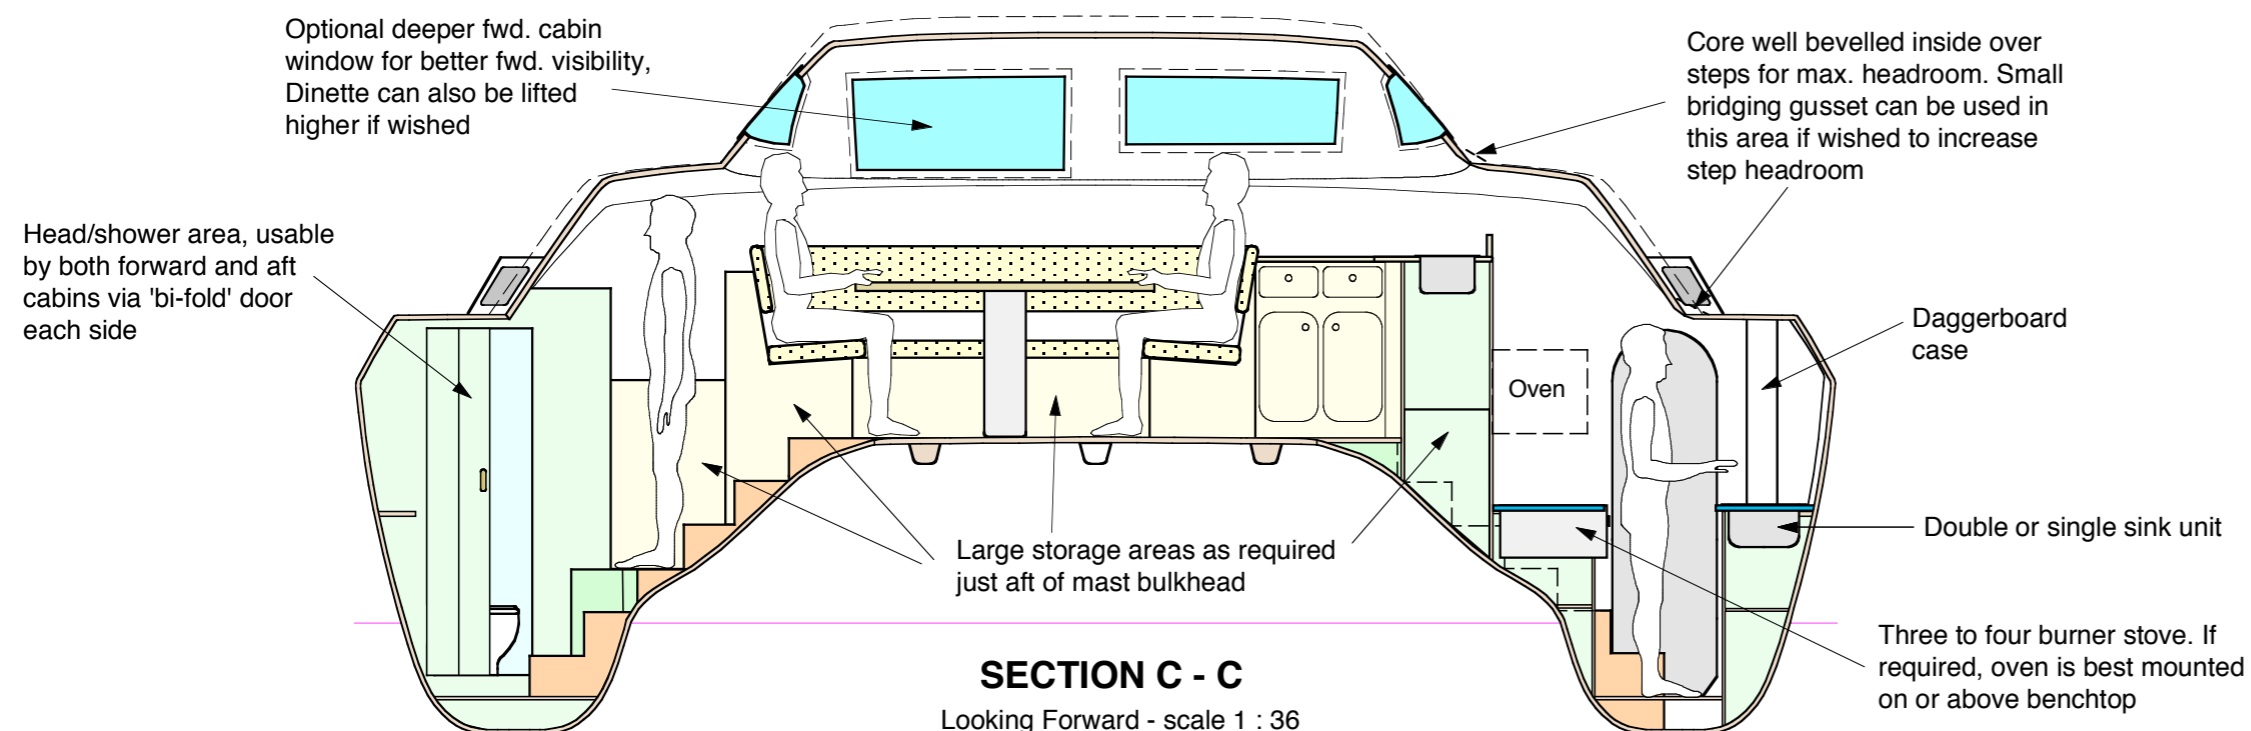 Optional deeper fwd. cabin
window for better fwd. visibility,
Dinette can also be lifted
higher if wished
Core well bevelled inside over
steps for max. headroom. Small
bridging gusset can be used in
this area if wished to increase
step headroom
Head/shower area, usable
by both forward and aft
cabins via 'bi-fold' door
each side
Daggerboard
case
Oven
Double or single sink unit
Large storage areas as required
just aft of mast bulkhead
Three to four burner stove. If
required, oven is best mounted
on or above benchtop
SECTION C - C
Looking Forward - scale 1 : 36